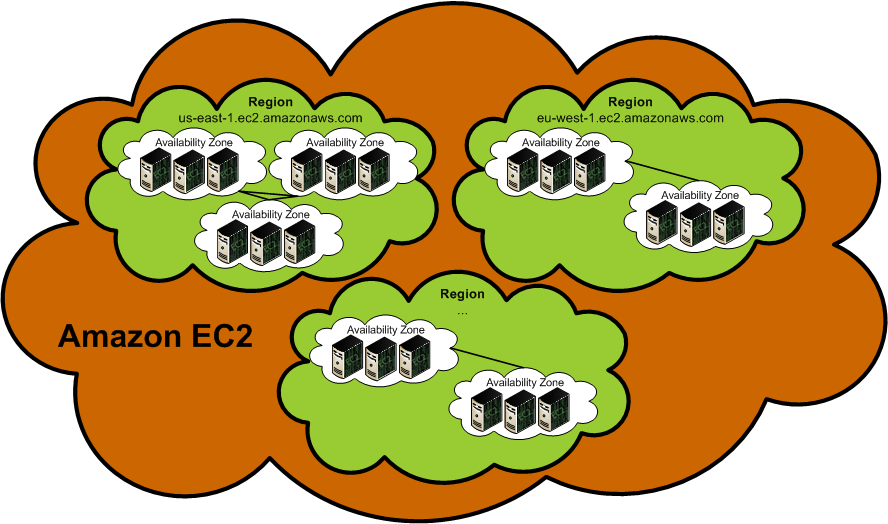 Region
us-east-1.ec2.amazonaws.com
Availability Zone
Availability Zone
Availability Zone
Region
eu-west-1.ec2.amazonaws.com
Availability Zone
Availability Zone
Amazon EC2
Region
...
Availability Zone
Availability Zone